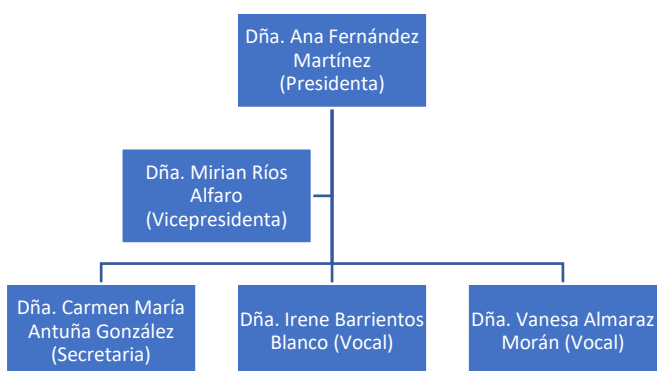 Dña. Ana Fernández
Martínez
(Presidenta)
Dña. Mirian Ríos
Alfaro
(Vicepresidenta)
Dña. Carmen María
Antuña González
(Secretaria)
Dña. Irene Barrientos
Blanco (Vocal)
Dña. Vanesa Almaraz
Morán (Vocal)